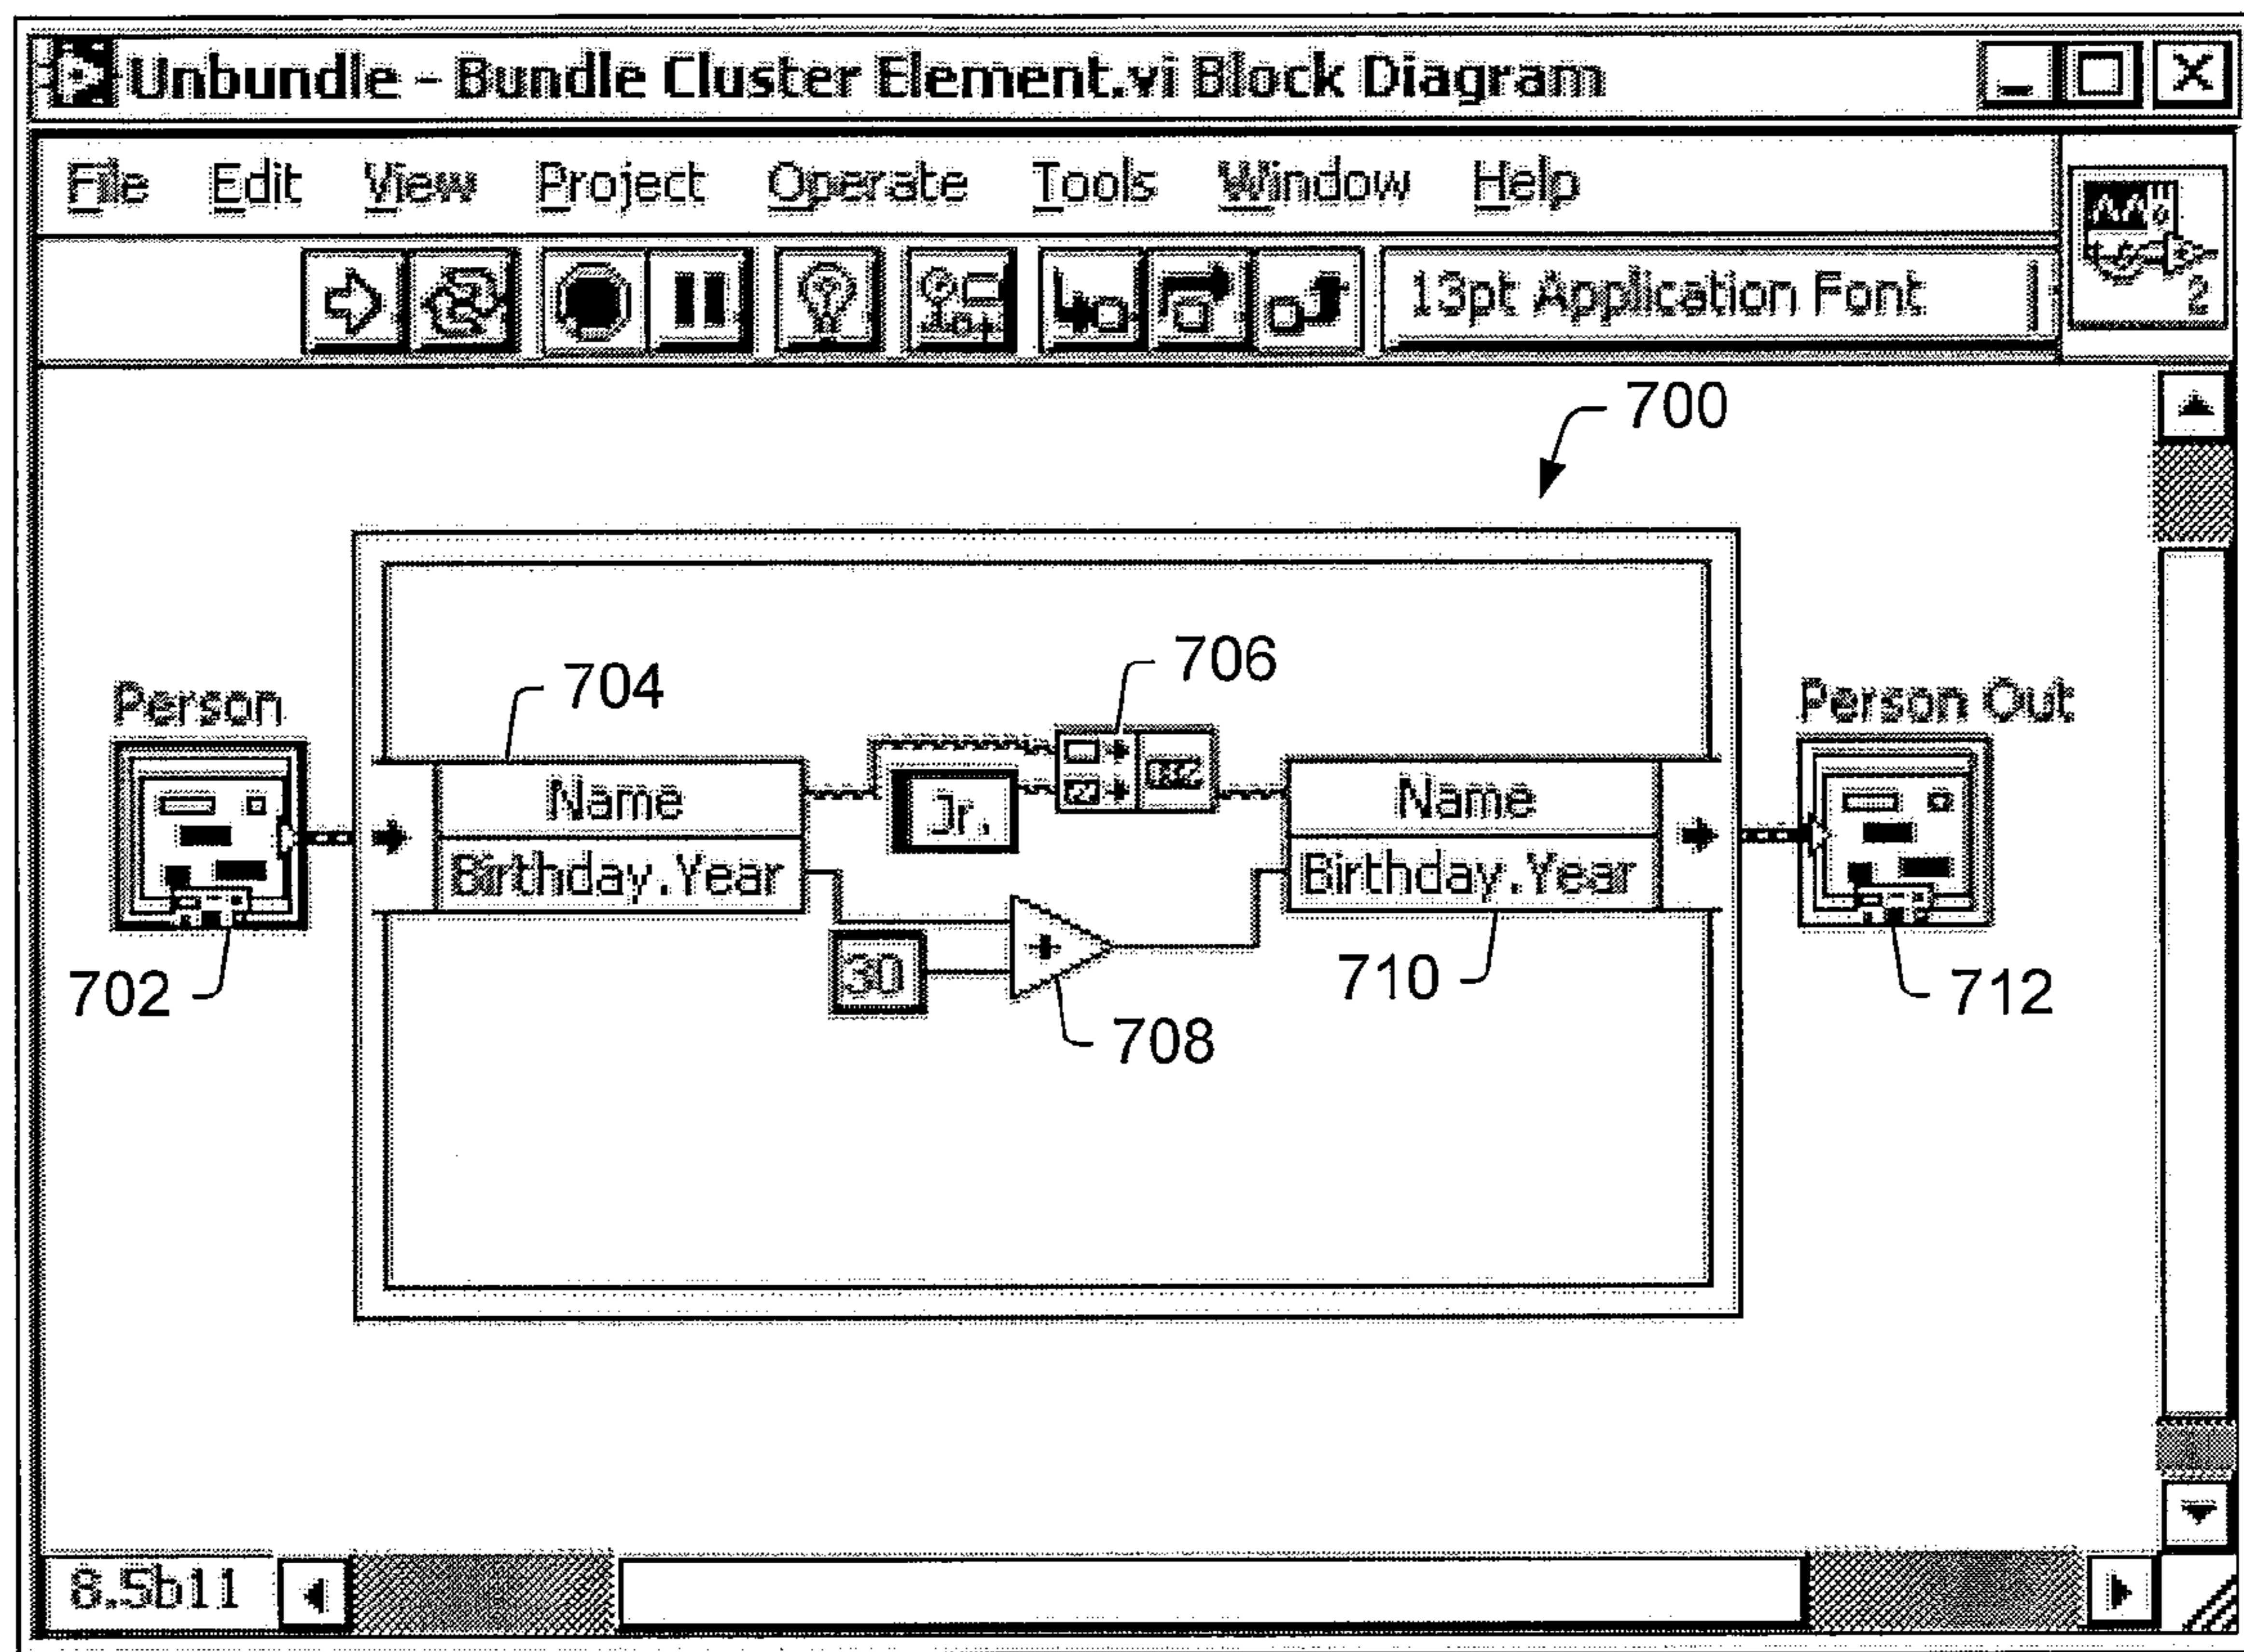 Unbundle - Bundle Cluster Element.vi Block Diagram
File Edit View Project Operate Tools Window Help
13pt Application Font
2
700
704
706
Person
Person Out
Name
Name
Jr.
Birthday.Year
Birthday.Year
30
702
710
712
708
8.5b11